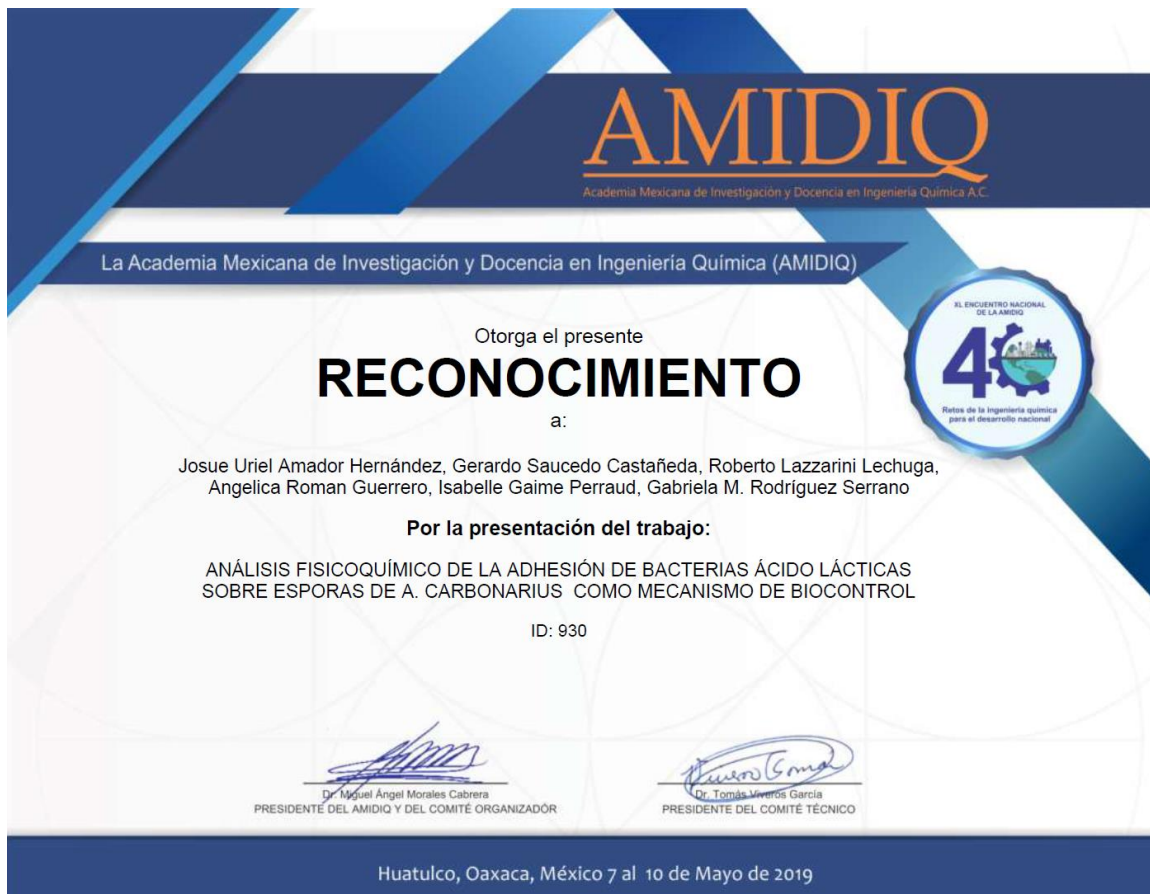 AMIDIQ
Academia Mexicana de Investigación y Docencia en Ingeniería Química A.C.
La Academia Mexicana de Investigación y Docencia en Ingeniería Química (AMIDIQ)
XL ENCUENTRO NACIONAL
DE LA AMIDIQ
40
Retos de la ingeniería química
para el desarrollo nacional
Otorga el presente
RECONOCIMIENTO
a:
Josue Uriel Amador Hernández, Gerardo Saucedo Castañeda, Roberto Lazzarini Lechuga,
Angelica Roman Guerrero, Isabelle Gaime Perraud, Gabriela M. Rodríguez Serrano
Por la presentación del trabajo:
ANÁLISIS FISICOQUÍMICO DE LA ADHESIÓN DE BACTERIAS ÁCIDO LÁCTICAS
SOBRE ESPORAS DE A. CARBONARIUS COMO MECANISMO DE BIOCONTROL
ID: 930
Dr. Miguel Ángel Morales Cabrera
PRESIDENTE DEL AMIDIQ Y DEL COMITÉ ORGANIZADOR
Dr. Tomás Viveros García
PRESIDENTE DEL COMITÉ TÉCNICO
Huatulco, Oaxaca, México 7 al 10 de Mayo de 2019